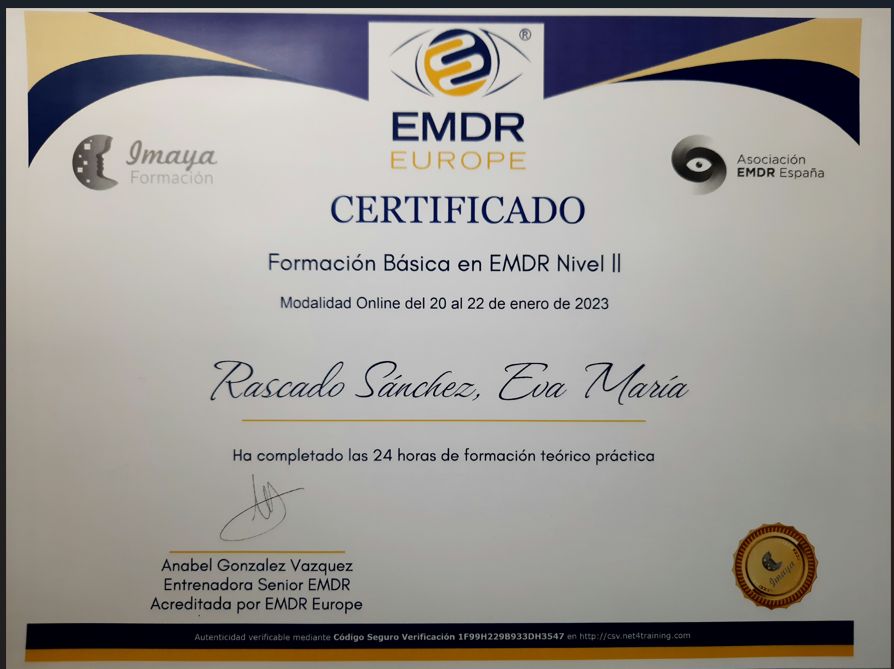 ®
EMDR
EUROPE
Imaya
Formación
Asociación
EMDR España
CERTIFICADO
Formación Básica en EMDR Nivel II
Modalidad Online del 20 al 22 de enero de 2023
Rascado Sánchez, Eva María
Ha completado las 24 horas de formación teórico práctica
Anabel Gonzalez Vazquez
Entrenadora Senior EMDR
Acreditada por EMDR Europe
Imaya
Autenticidad verificable mediante Código Seguro Verificación 1F99H2298933DH3547 en http://csv.net4training.com